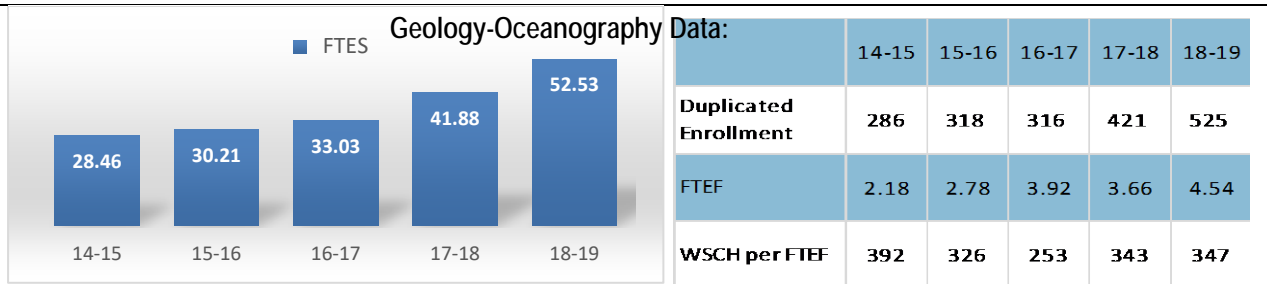 Geology-Oceanography Data:
FTES
28.46
30.21
33.03
41.88
52.53
14-15 15-16 16-17 17-18 18-19
14-15 15-16 16-17 17-18 18-19
Duplicated
Enrollment 286 318 316 421 525
FTEF 2.18 2.78 3.92 3.66 4.54
WSCH per FTEF 392 326 253 343 347